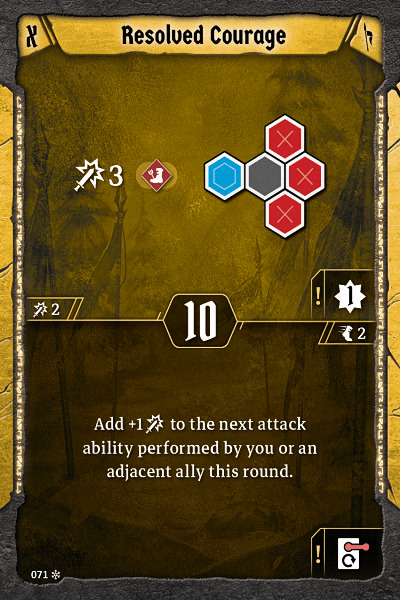 Resolved Courage
3
2
! 1
10
2
Add +1 to the next attack
ability performed by you or an
adjacent ally this round.
!
071